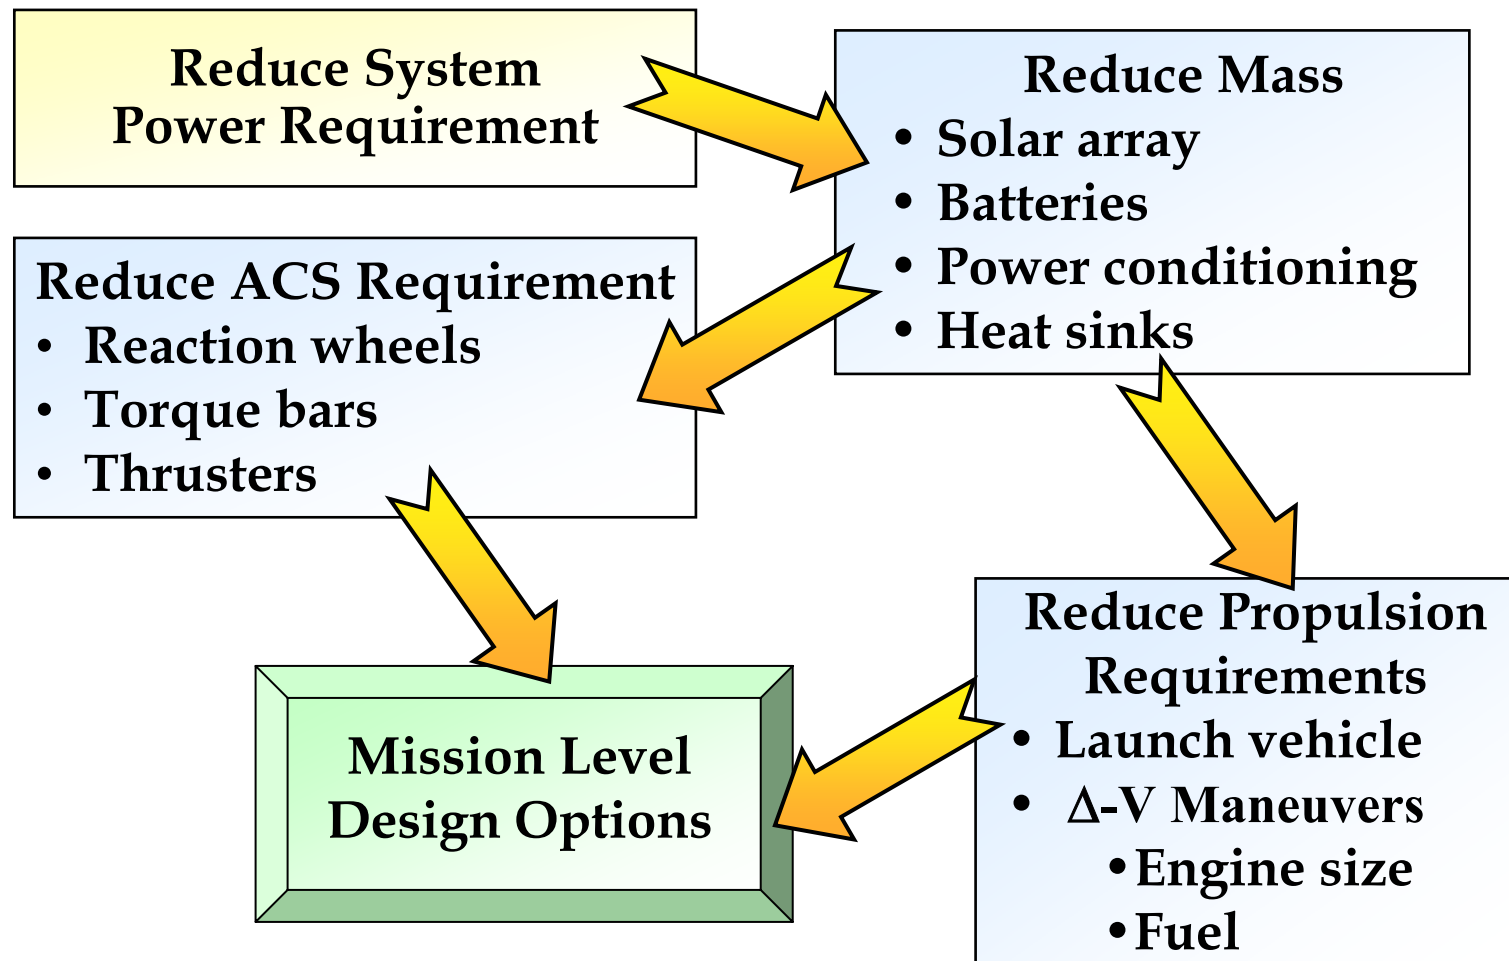 Reduce System
Power Requirement
Reduce Mass
• Solar array
• Batteries
• Power conditioning
• Heat sinks
Reduce ACS Requirement
• Reaction wheels
• Torque bars
• Thrusters
Reduce Propulsion
Requirements
• Launch vehicle
• Δ-V Maneuvers
•Engine size
•Fuel
Mission Level
Design Options